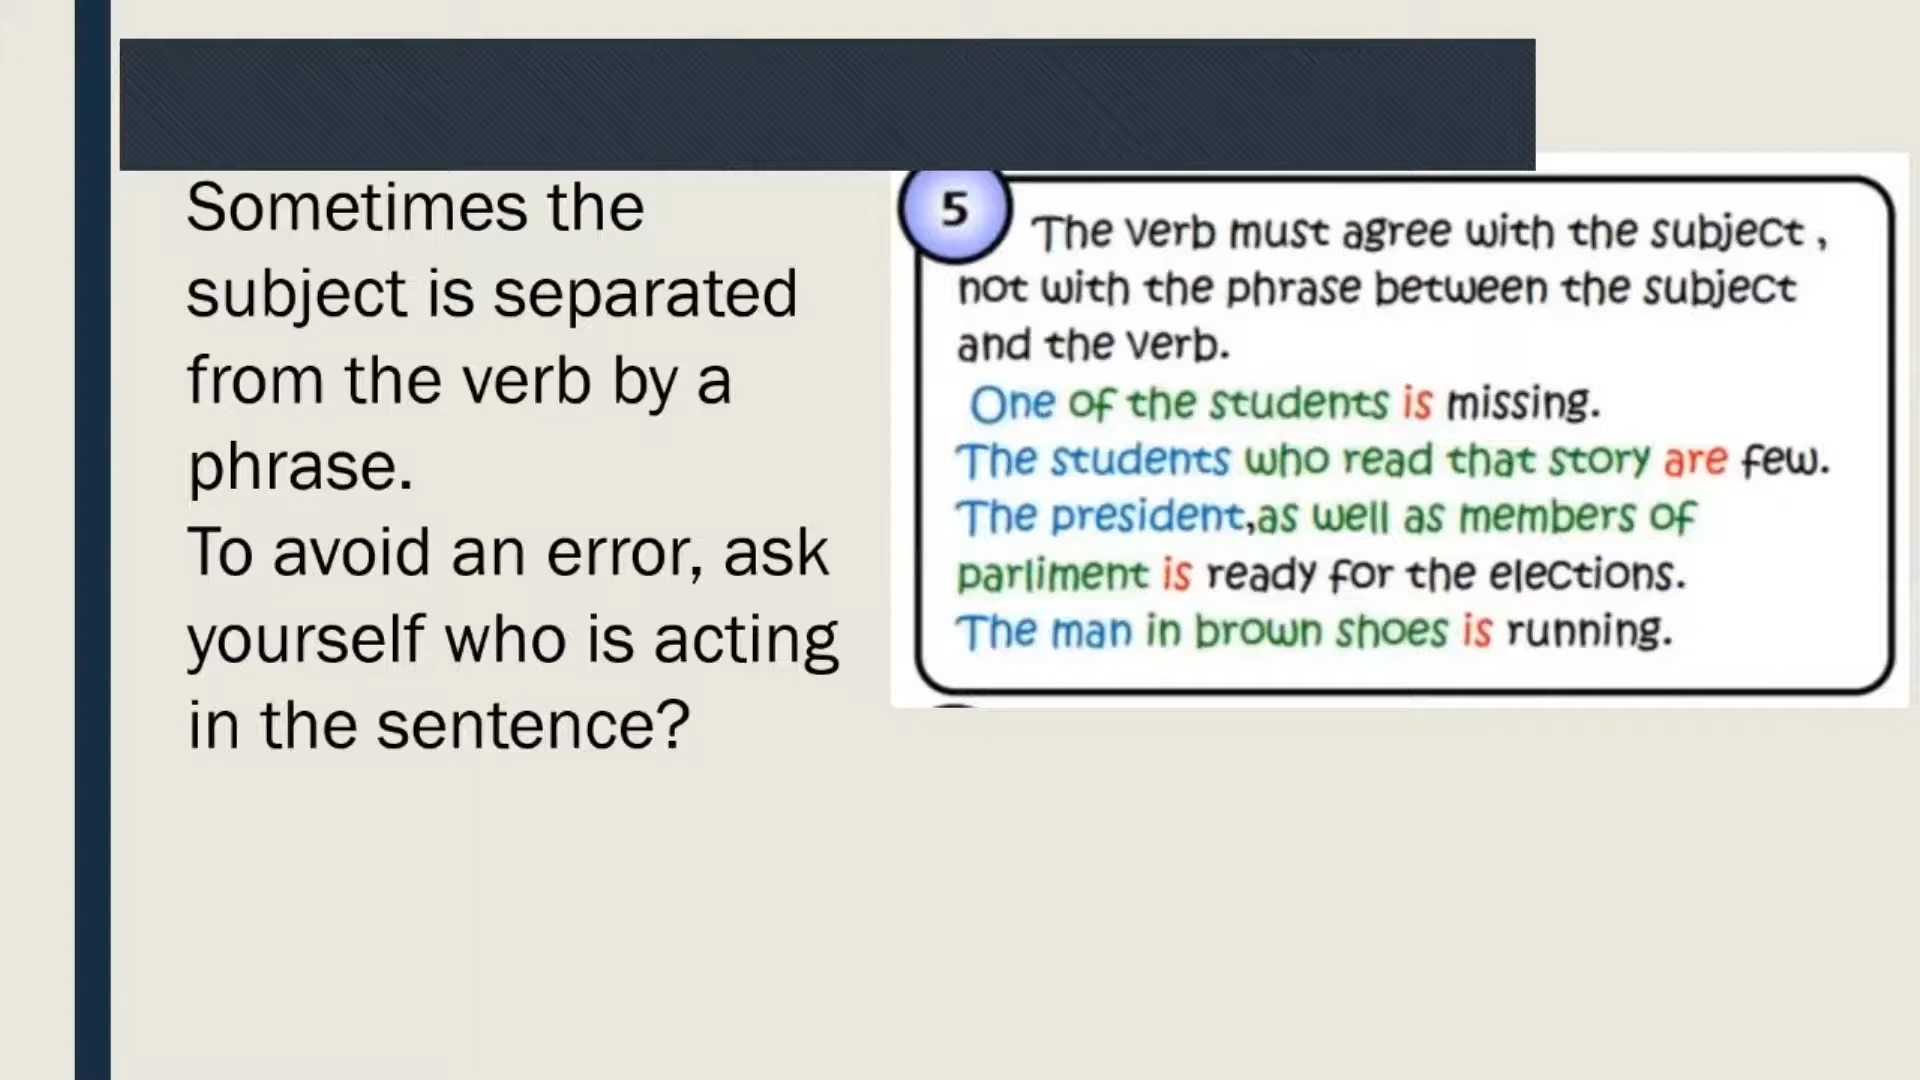 Sometimes the
subject is separated
from the verb by a
phrase.
To avoid an error, ask
yourself who is acting
in the sentence?
5
The verb must agree with the subject ,
not with the phrase between the subject
and the verb.
One of the students is missing.
The students who read that story are few.
The president,as well as members of
parliment is ready for the elections.
The man in brown shoes is running.